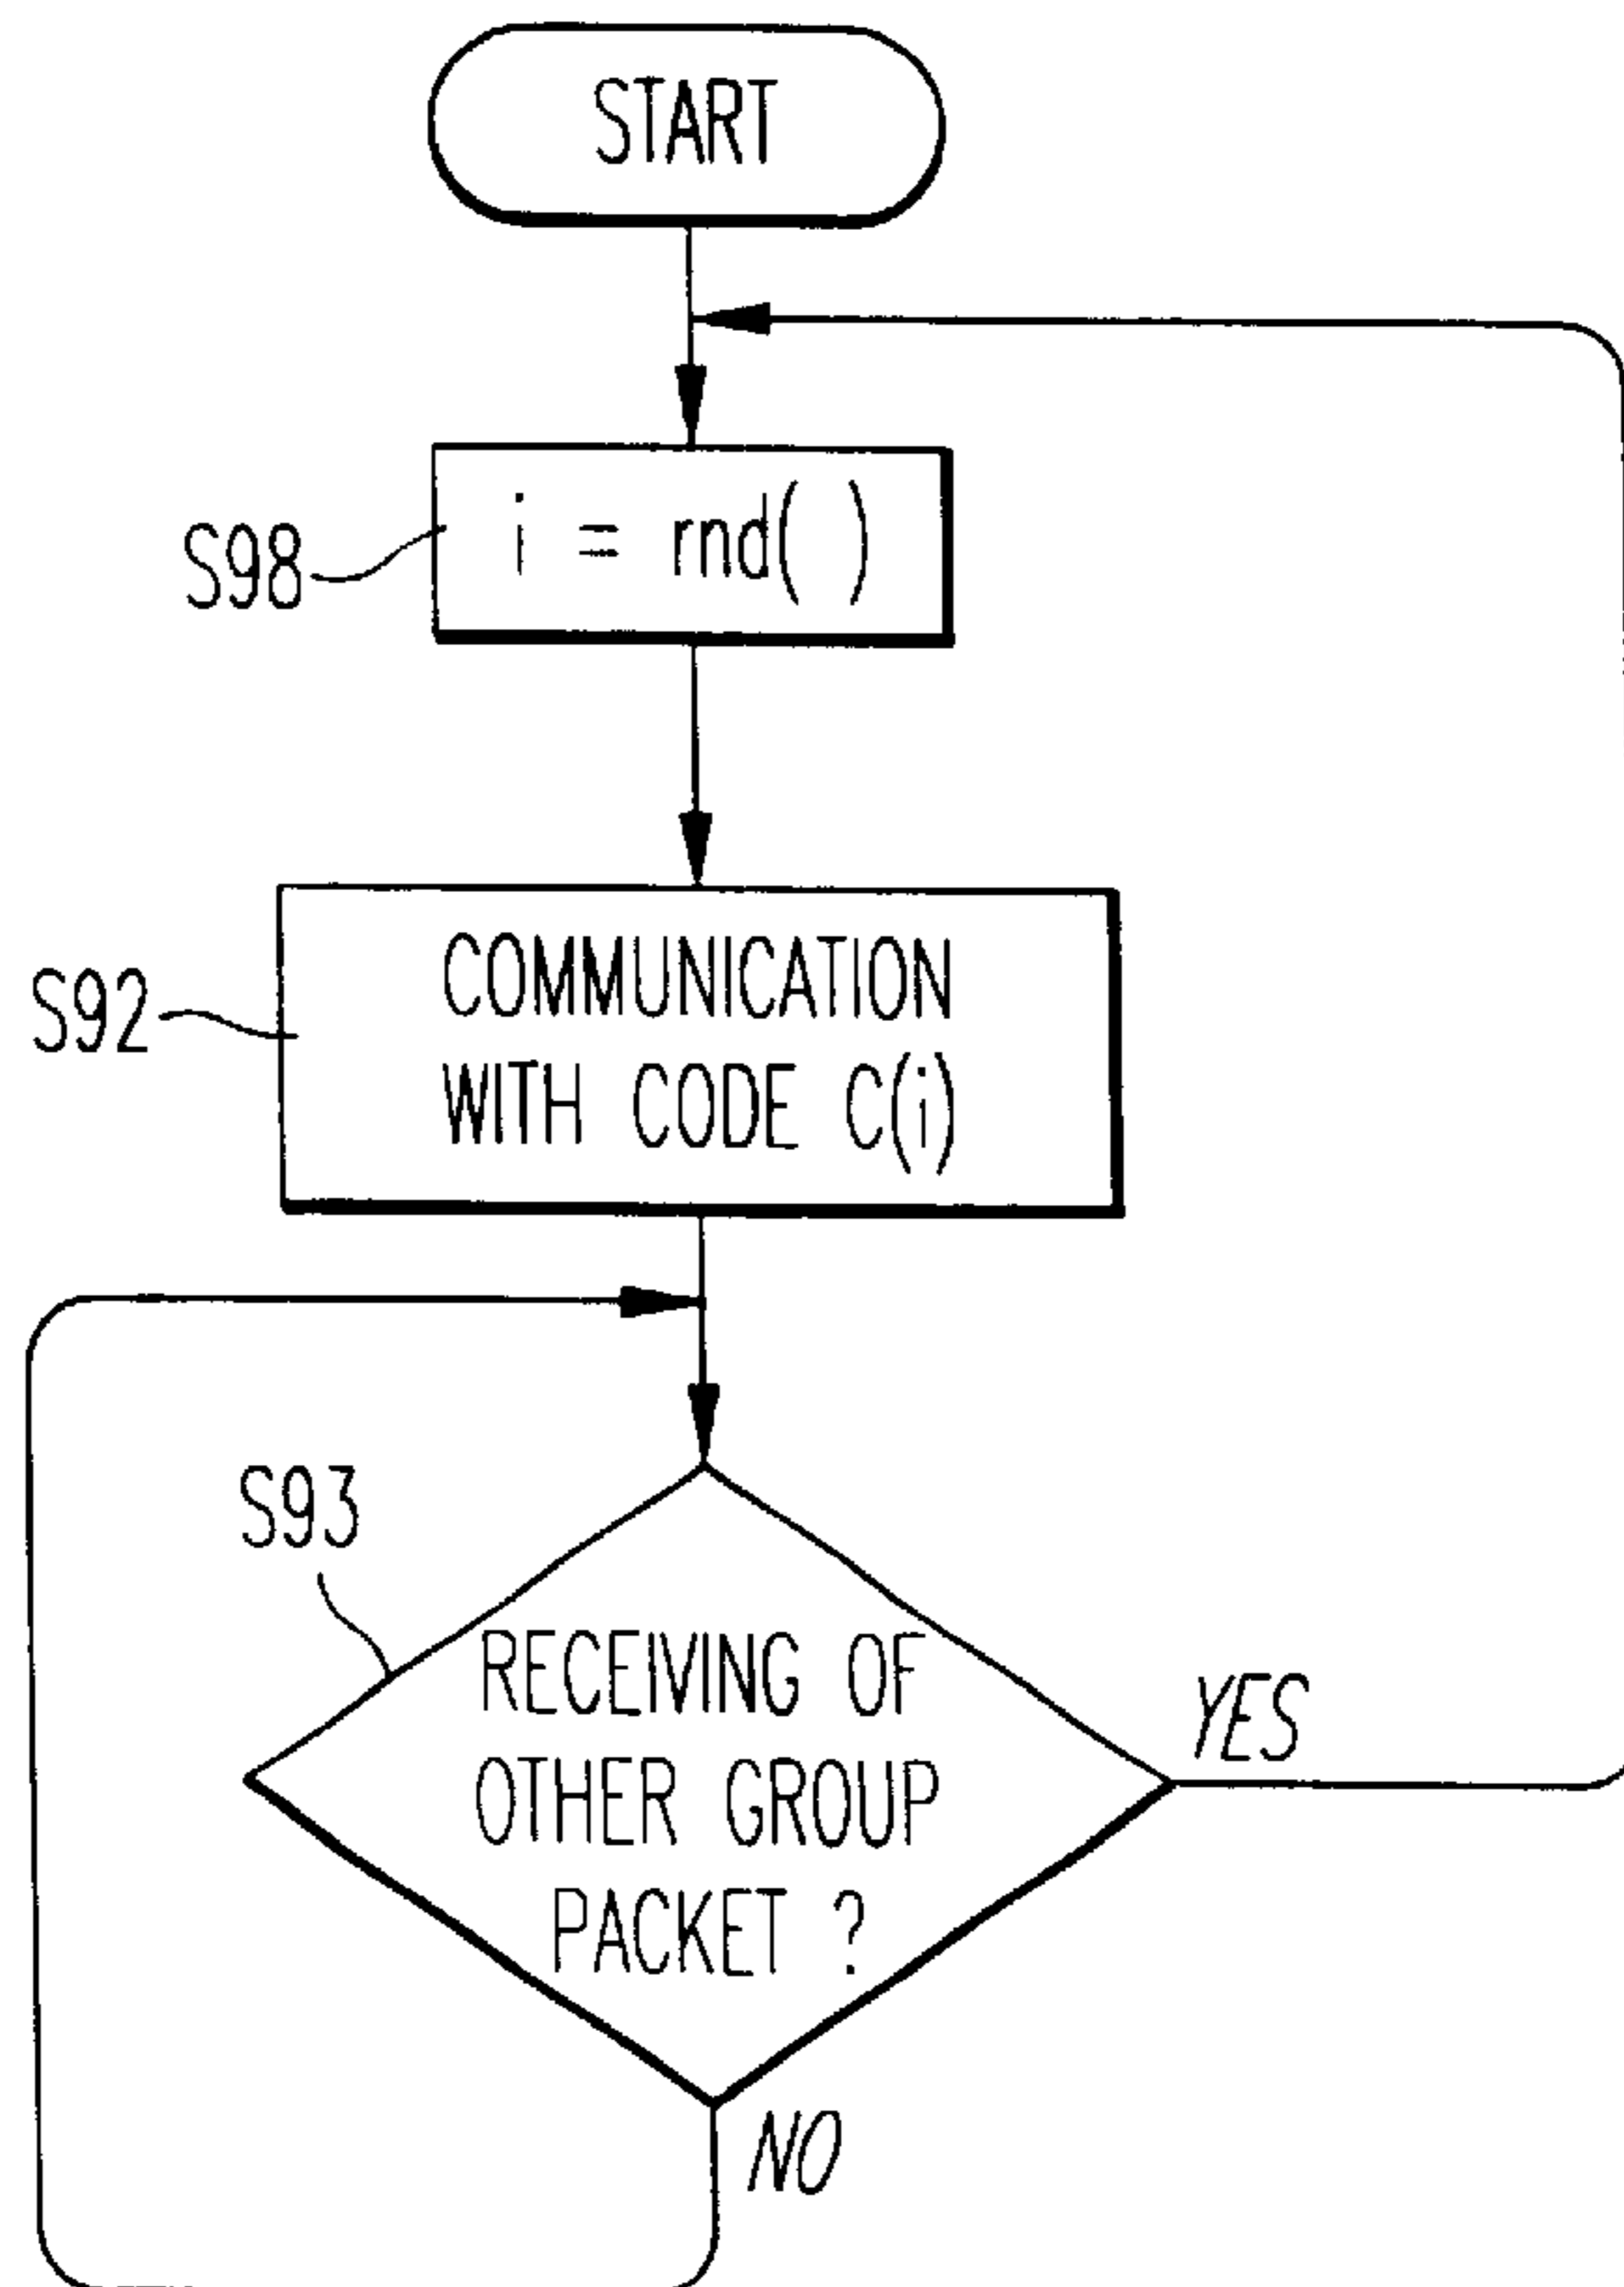 START
S98
i = rnd( )
S92
COMMUNICATION
WITH CODE C(i)
S93
RECEIVING OF
OTHER GROUP
PACKET ?
YES
NO